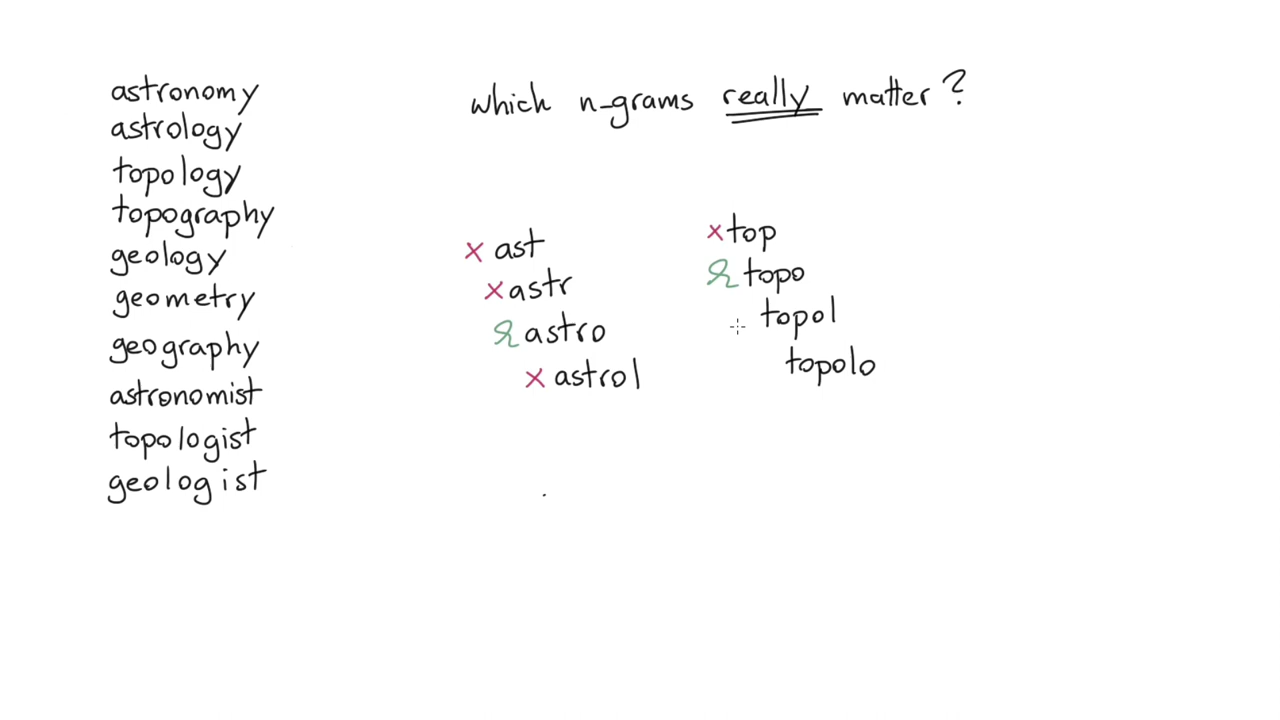 astronomy
astrology
topology
topography
geology
geometry
geography
astronomist
topologist
geologist
which n-grams really matter?
x ast
x astr
astro
x astrol
x top
topo
topol
topolo